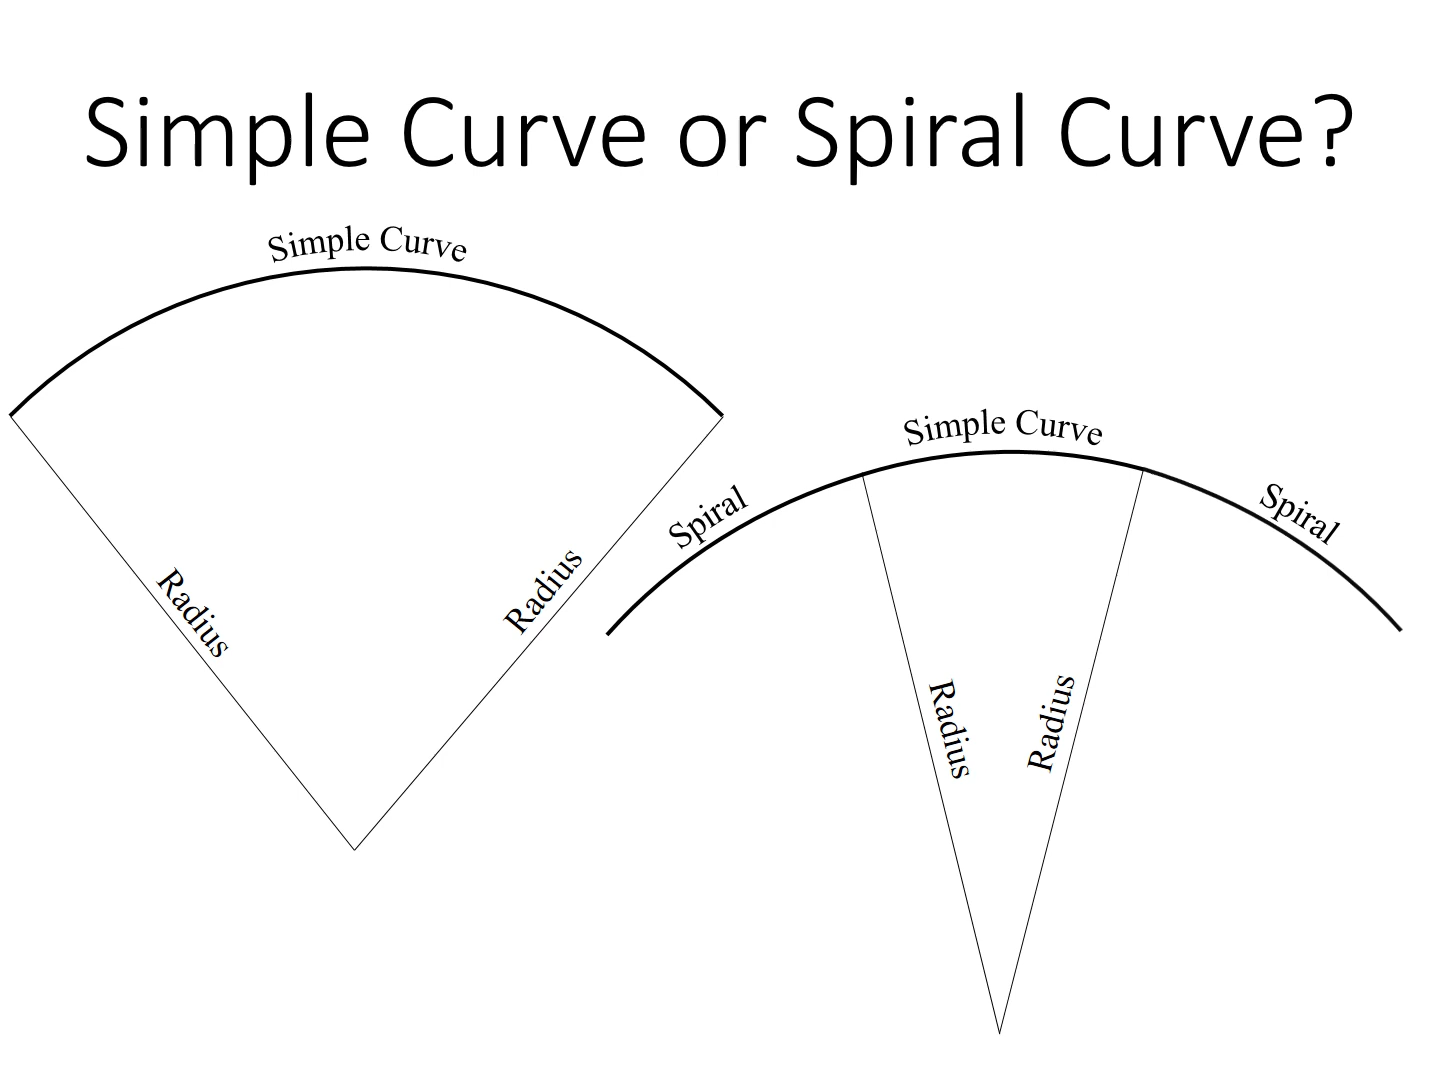 Simple Curve or Spiral Curve?
Simple Curve
Radius
Radius
Simple Curve
Spiral
Spiral
Radius
Radius